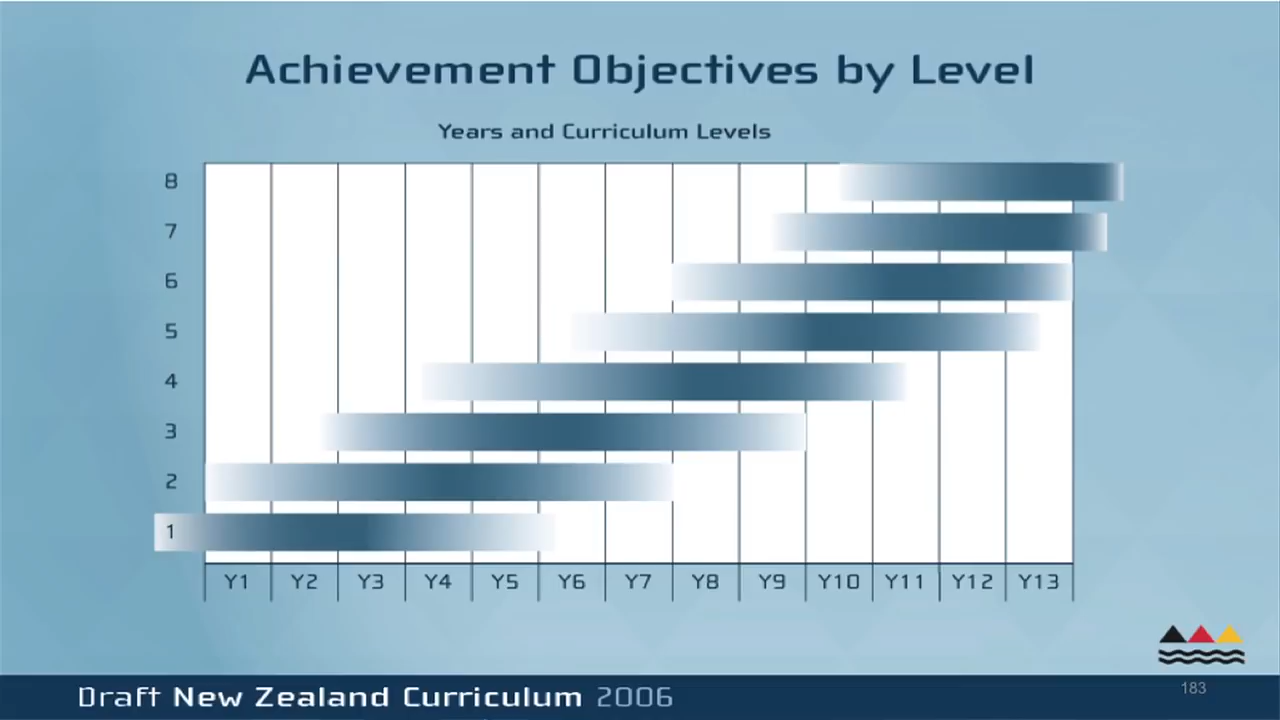 Achievement Objectives by Level
Years and Curriculum Levels
8
7
6
5
4
3
2
1
Y1 Y2 Y3 Y4 Y5 Y6 Y7 Y8 Y9 Y10 Y11 Y12 Y13
Draft New Zealand Curriculum 2006
183